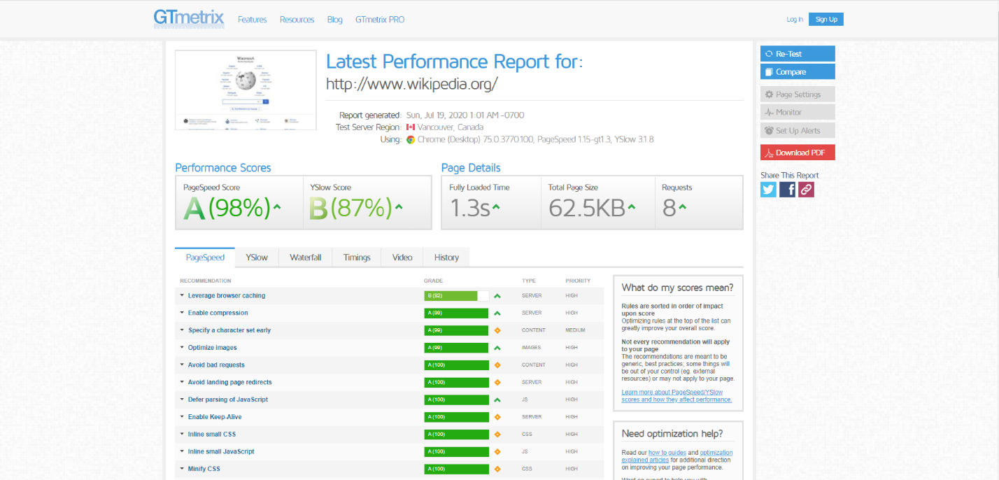 GTmetrix
Features Resources Blog GTmetrix PRO
Log In Sign Up
Latest Performance Report for:
http://www.wikipedia.org/
Report generated: Sun, Jul 19, 2020 1:01 AM -0700
Test Server Region: Vancouver, Canada
Using: Chrome (Desktop) 75.0.3770.100, PageSpeed 1.15-gt1.3, YSlow 3.1.8
Re-Test
Compare
Page Settings
Monitor
Set Up Alerts
Download PDF
Share This Report
Performance Scores
PageSpeed Score YSlow Score
A (98%) B (87%)
Page Details
Fully Loaded Time Total Page Size Requests
1.3s 62.5KB 8
PageSpeed YSlow Waterfall Timings Video History
RECOMMENDATION GRADE TYPE PRIORITY
Leverage browser caching B (82) SERVER HIGH
Enable compression A (99) SERVER HIGH
Specify a character set early A (99) CONTENT MEDIUM
Optimize images A (99) IMAGES HIGH
Avoid bad requests A (100) CONTENT HIGH
Avoid landing page redirects A (100) SERVER HIGH
Defer parsing of JavaScript A (100) JS HIGH
Enable Keep-Alive A (100) SERVER HIGH
Inline small CSS A (100) CSS HIGH
Inline small JavaScript A (100) JS HIGH
Minify CSS A (100) CSS HIGH
What do my scores mean?
Rules are sorted in order of impact
upon score
Optimizing rules at the top of the list can
greatly improve your overall score.
Not every recommendation will apply
to your page
The recommendations are meant to be
generic, best practices; some things will
be out of your control (eg. external
resources) or may not apply to your page.
Learn more about PageSpeed/YSlow
scores and how they affect performance.
Need optimization help?
Read our how to guides and optimization
explained articles for additional direction
on improving your page performance.
Want an expert to help you with